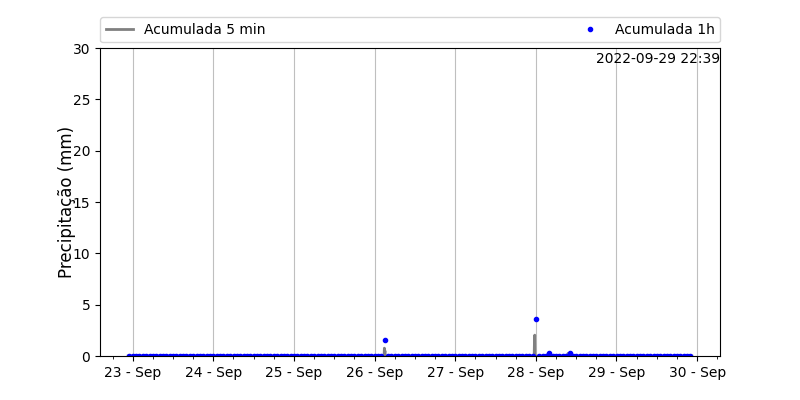 Acumulada 5 min
Acumulada 1h
2022-09-29 22:39
Precipitação (mm)
30
25
20
15
10
5
0
23 - Sep
24 - Sep
25 - Sep
26 - Sep
27 - Sep
28 - Sep
29 - Sep
30 - Sep